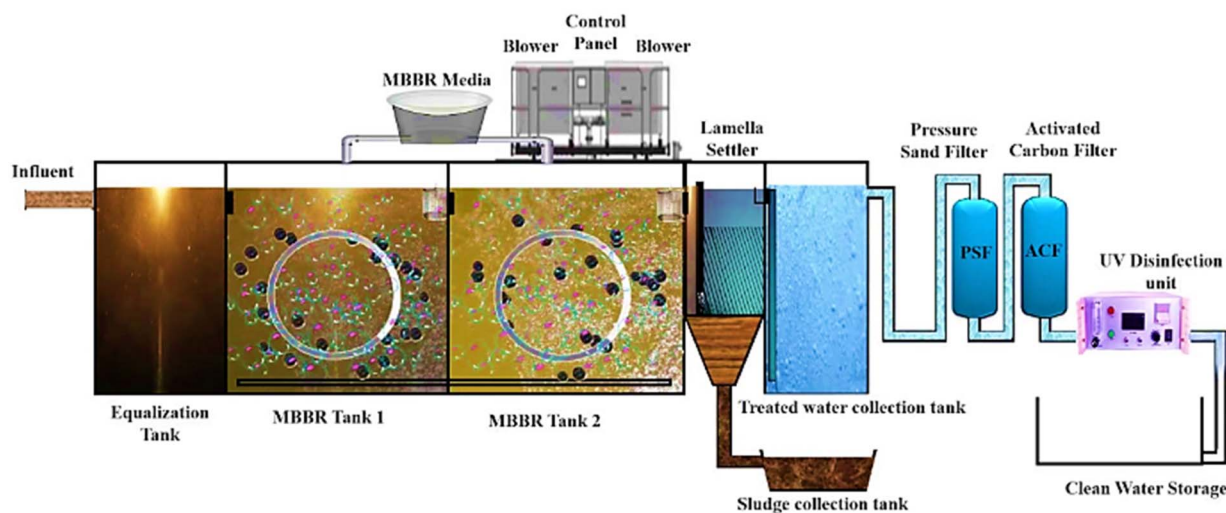 Control
Blower Panel Blower
MBBR Media
Lamella
Settler
Pressure
Sand Filter
Activated
Carbon Filter
Influent
PSF
ACF
UV Disinfection
unit
Equalization
Tank
MBBR Tank 1
MBBR Tank 2
Treated water collection tank
Sludge collection tank
Clean Water Storage